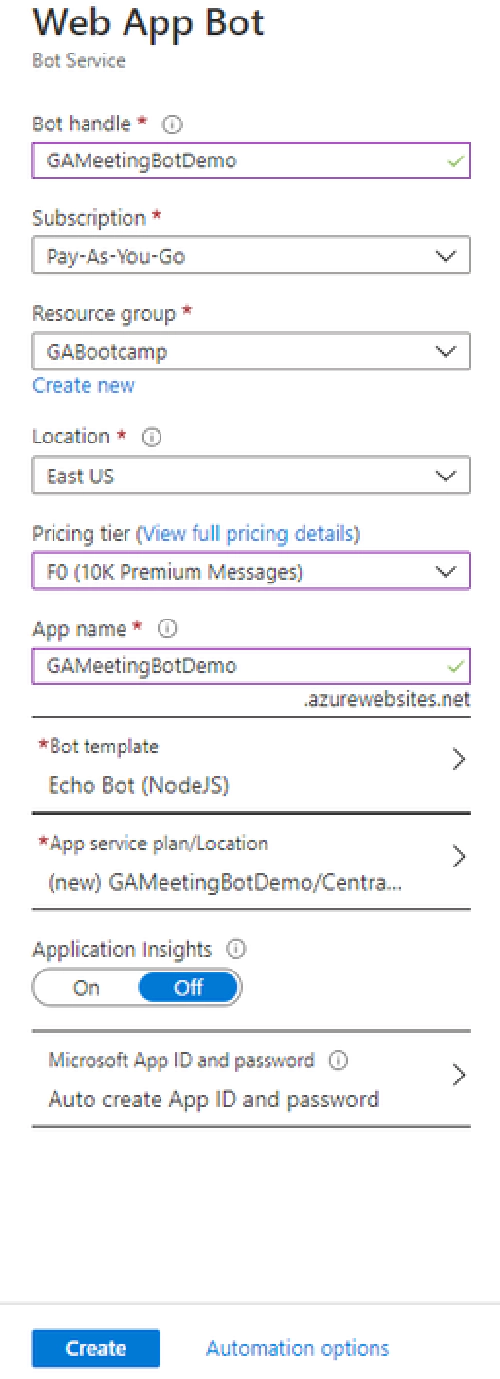 Web App Bot
Bot Service
Bot handle *
GAMeetingBotDemo
Subscription *
Pay-As-You-Go
Resource group *
GABootcamp
Create new
Location *
East US
Pricing tier (View full pricing details)
F0 (10K Premium Messages)
App name *
GAMeetingBotDemo
.azurewebsites.net
*Bot template
Echo Bot (NodeJS)
*App service plan/Location
(new) GAMeetingBotDemo/Centra...
Application Insights
On Off
Microsoft App ID and password
Auto create App ID and password
Create Automation options